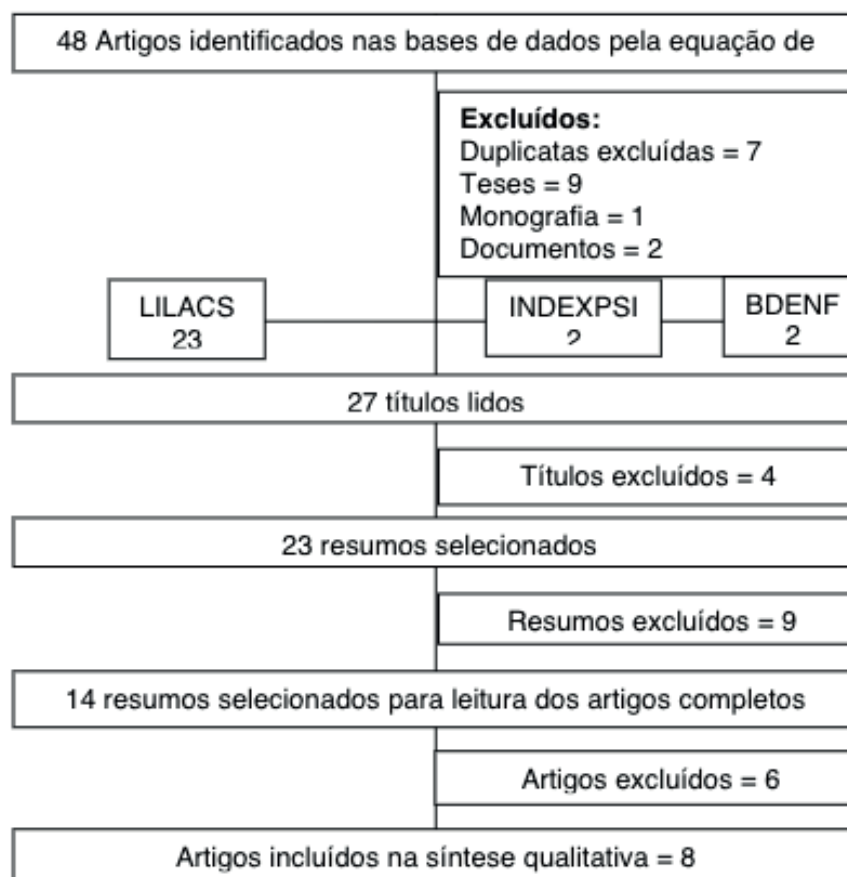 48 Artigos identificados nas bases de dados pela equação de
Excluídos:
Duplicatas excluídas = 7
Teses = 9
Monografia = 1
Documentos = 2
LILACS
23
INDEXPSI
2
BDENF
2
27 títulos lidos
Títulos excluídos = 4
23 resumos selecionados
Resumos excluídos = 9
14 resumos selecionados para leitura dos artigos completos
Artigos excluídos = 6
Artigos incluídos na síntese qualitativa = 8